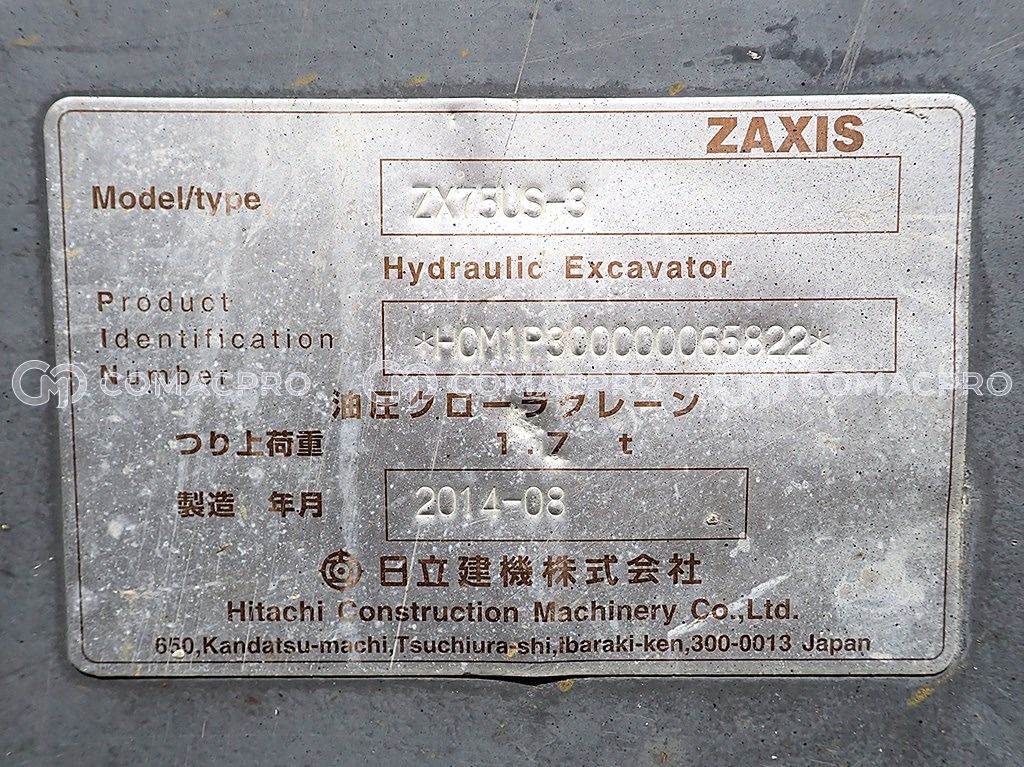 ZAXIS
Model/type ZX75US-3
Hydraulic Excavator
Product
Identification *HCM1P300C00065822*
Number
COMACPRO COMACPRO COMACPRO
油圧クローラクレーン
つり上荷重 1.7 t
製造 年月 2014-08
日立建機株式会社
Hitachi Construction Machinery Co.,Ltd.
650,Kandatsu-machi,Tsuchiura-shi,Ibaraki-ken,300-0013 Japan